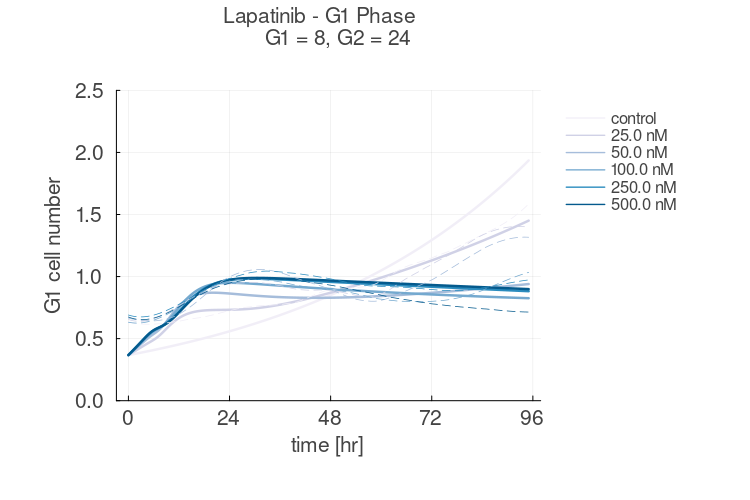 Lapatinib - G1 Phase
G1 = 8, G2 = 24
G1 cell number
2.5
2.0
1.5
1.0
0.5
0.0
0
24
48
72
96
time [hr]
control
25.0 nM
50.0 nM
100.0 nM
250.0 nM
500.0 nM